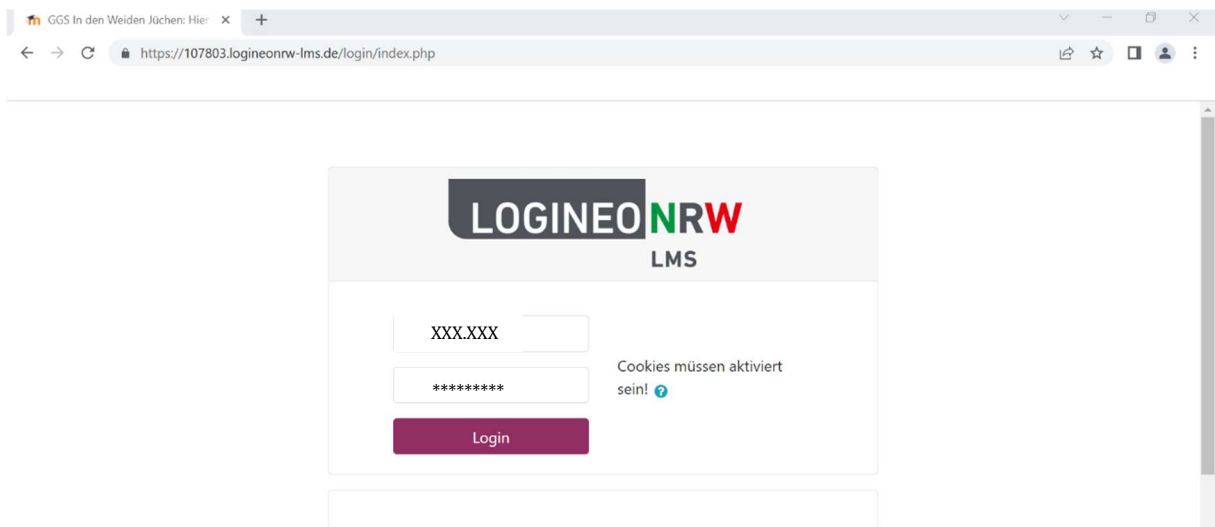 GGS In den Weiden Jüchen: Hier
https://107803.logineonrw-lms.de/login/index.php
LOGINEO NRW
LMS
XXX.XXX
Cookies müssen aktiviert
sein!
*********
Login